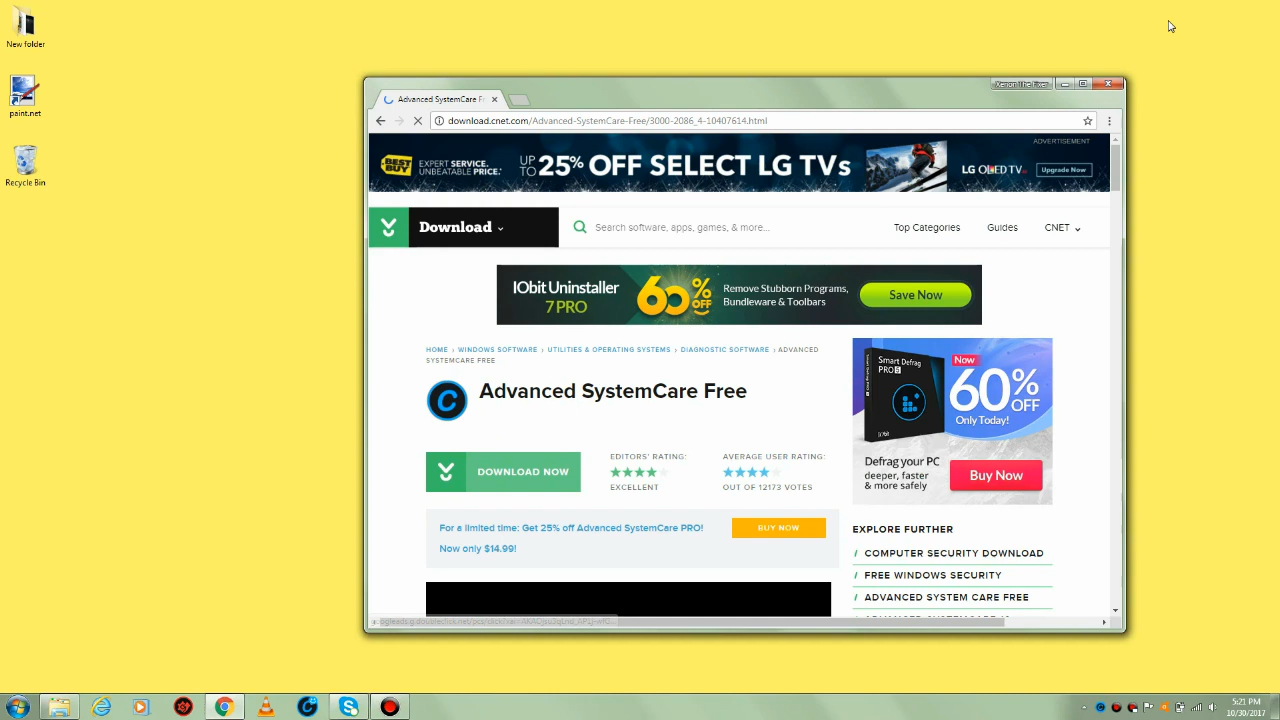 New folder
paint.net
Recycle Bin
Xenon The Fixer
Advanced SystemCare Fr
download.cnet.com/Advanced-SystemCare-Free/3000-2086_4-10407614.html
ADVERTISEMENT
BEST BUY
EXPERT SERVICE.
UNBEATABLE PRICE.
UP TO 25% OFF SELECT LG TVs
LG OLED TV
Upgrade Now
Download
Search software, apps, games, & more...
Top Categories
Guides
CNET
IObit Uninstaller
7 PRO
60% OFF
Remove Stubborn Programs,
Bundleware & Toolbars
Save Now
HOME › WINDOWS SOFTWARE › UTILITIES & OPERATING SYSTEMS › DIAGNOSTIC SOFTWARE › ADVANCED
SYSTEMCARE FREE
Advanced SystemCare Free
DOWNLOAD NOW
EDITORS' RATING:
EXCELLENT
AVERAGE USER RATING:
OUT OF 12173 VOTES
For a limited time: Get 25% off Advanced SystemCare PRO!
Now only $14.99!
BUY NOW
Smart Defrag
PRO 5
IObit
Now
60% OFF
Only Today!
Defrag your PC
deeper, faster
& more safely
Buy Now
EXPLORE FURTHER
/ COMPUTER SECURITY DOWNLOAD
/ FREE WINDOWS SECURITY
/ ADVANCED SYSTEM CARE FREE
5:21 PM
10/30/2017